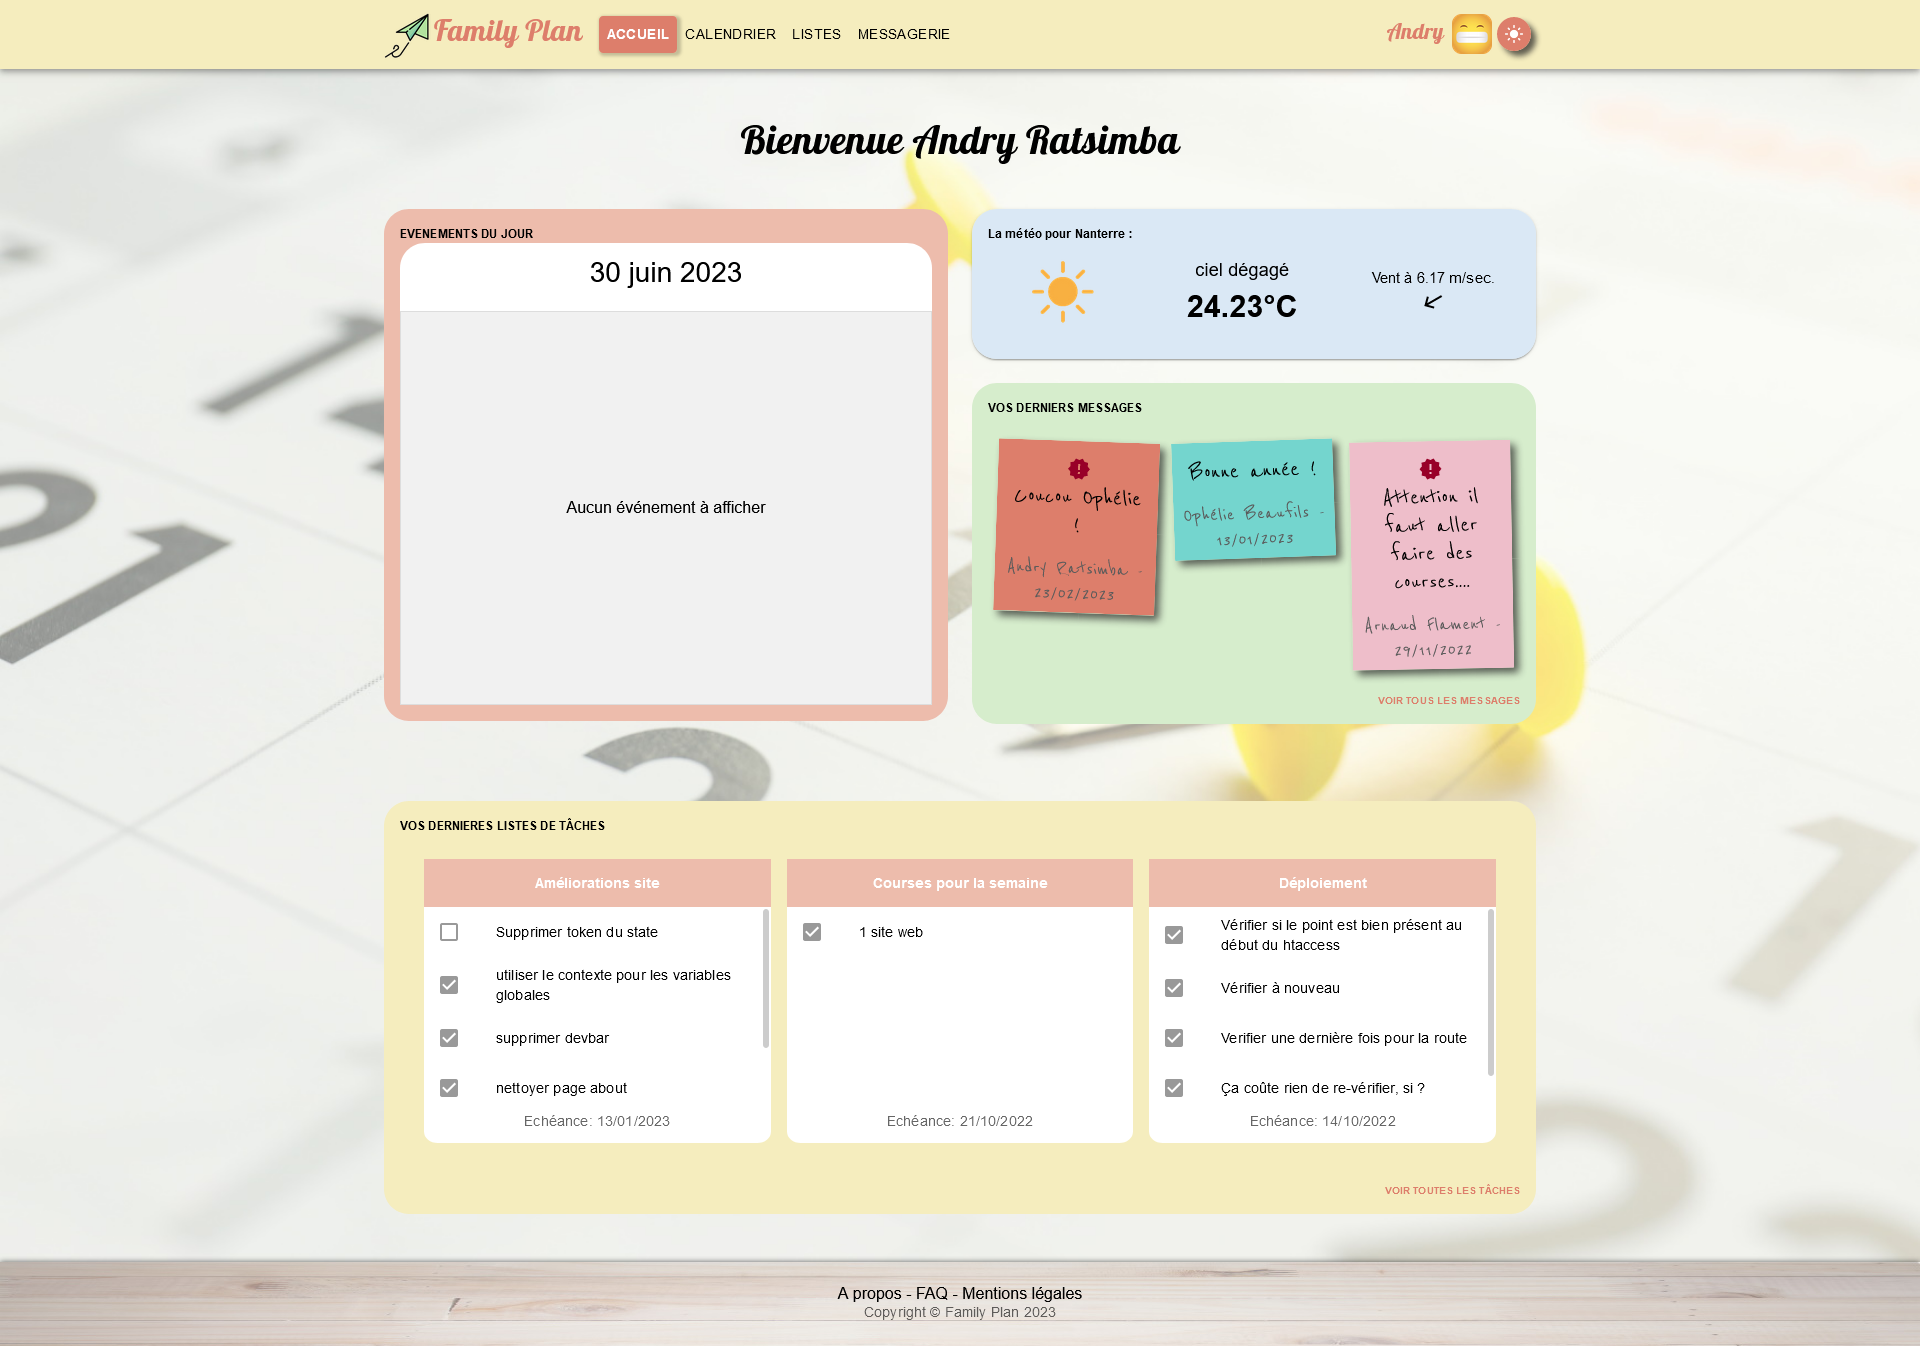 Family Plan
ACCUEIL CALENDRIER LISTES MESSAGERIE
Andry
Bienvenue Andry Ratsimba
EVENEMENTS DU JOUR
30 juin 2023
Aucun événement à afficher
La météo pour Nanterre :
ciel dégagé
24.23°C
Vent à 6.17 m/sec.
VOS DERNIERS MESSAGES
Coucou Ophélie
!
Andry Ratsimba -
23/02/2023
Bonne année !
Ophélie Beaufils -
13/01/2023
Attention il
faut aller
faire des
courses....
Arnaud Flament -
29/11/2022
VOIR TOUS LES MESSAGES
VOS DERNIERES LISTES DE TÂCHES
Améliorations site
Supprimer token du state
utiliser le contexte pour les variables
globales
supprimer devbar
nettoyer page about
Echéance: 13/01/2023
Courses pour la semaine
1 site web
Echéance: 21/10/2022
Déploiement
Vérifier si le point est bien présent au
début du htaccess
Vérifier à nouveau
Verifier une dernière fois pour la route
Ça coûte rien de re-vérifier, si ?
Echéance: 14/10/2022
VOIR TOUTES LES TÂCHES
A propos - FAQ - Mentions légales
Copyright © Family Plan 2023